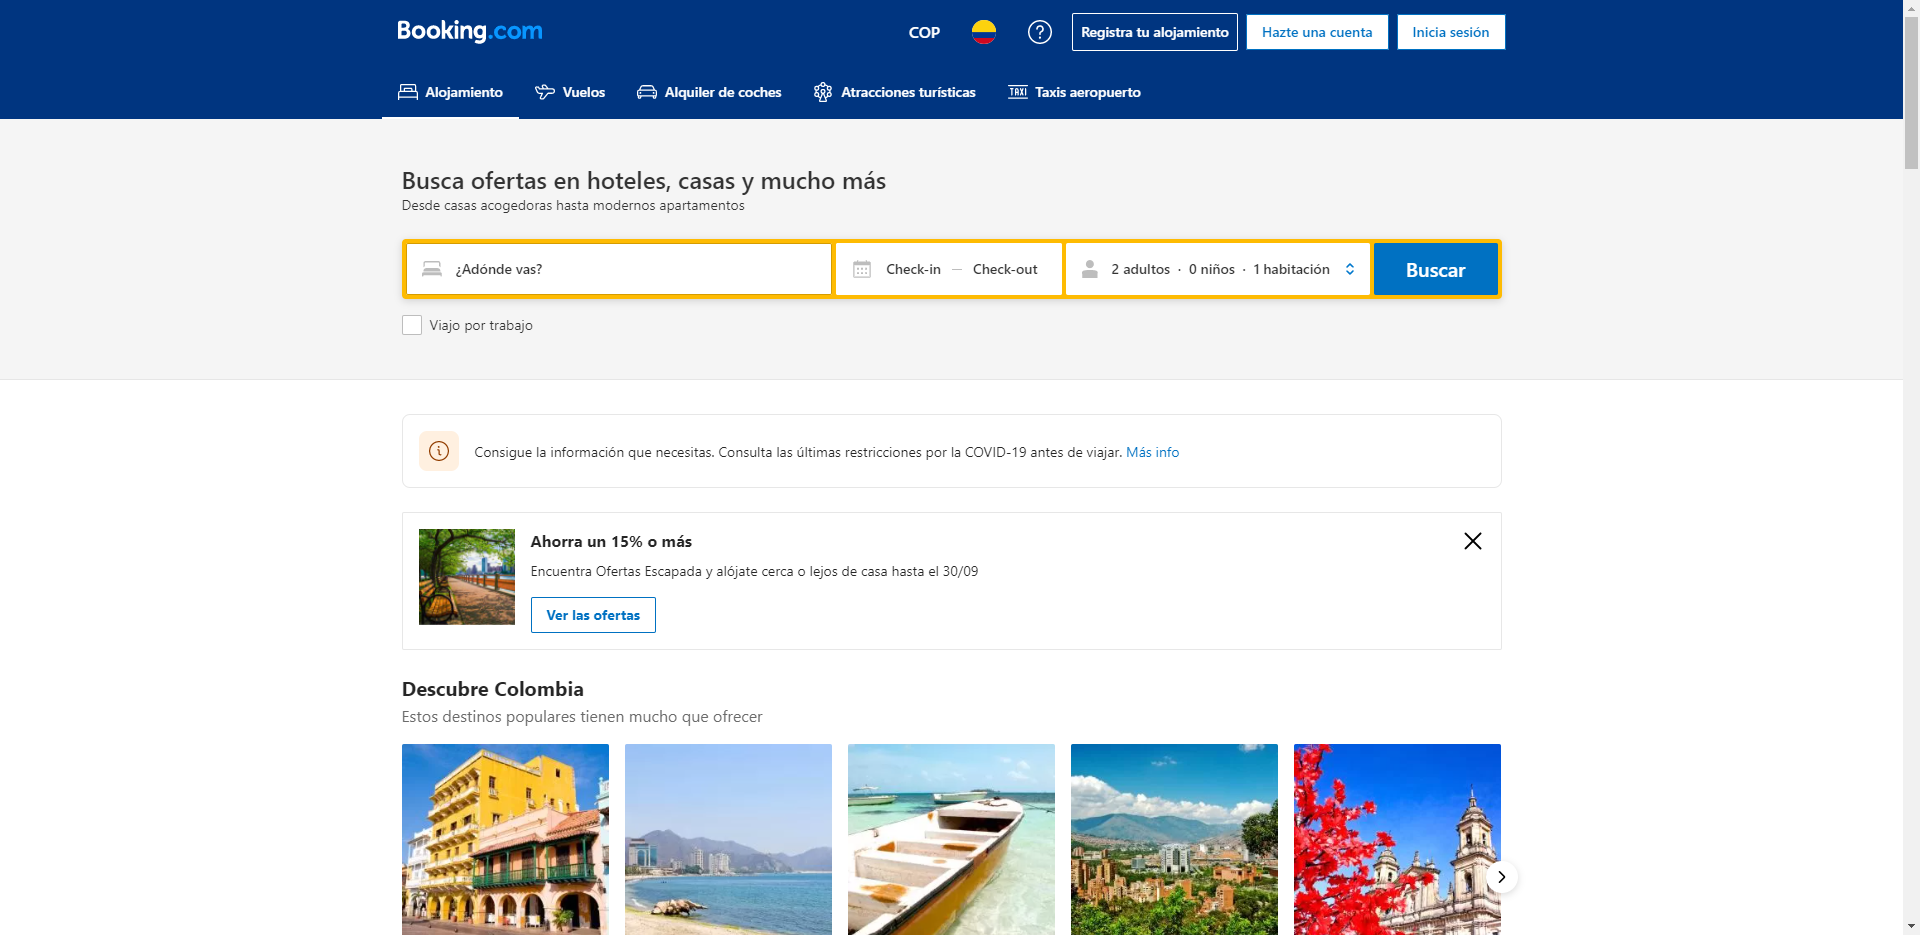 Booking.com
COP
Registra tu alojamiento
Hazte una cuenta
Inicia sesión
Alojamiento
Vuelos
Alquiler de coches
Atracciones turísticas
TAXI
Taxis aeropuerto
Busca ofertas en hoteles, casas y mucho más
Desde casas acogedoras hasta modernos apartamentos
¿Adónde vas?
Check-in — Check-out
2 adultos · 0 niños · 1 habitación
Buscar
Viajo por trabajo
Consigue la información que necesitas. Consulta las últimas restricciones por la COVID-19 antes de viajar. Más info
Ahorra un 15% o más
Encuentra Ofertas Escapada y alójate cerca o lejos de casa hasta el 30/09
Ver las ofertas
Descubre Colombia
Estos destinos populares tienen mucho que ofrecer